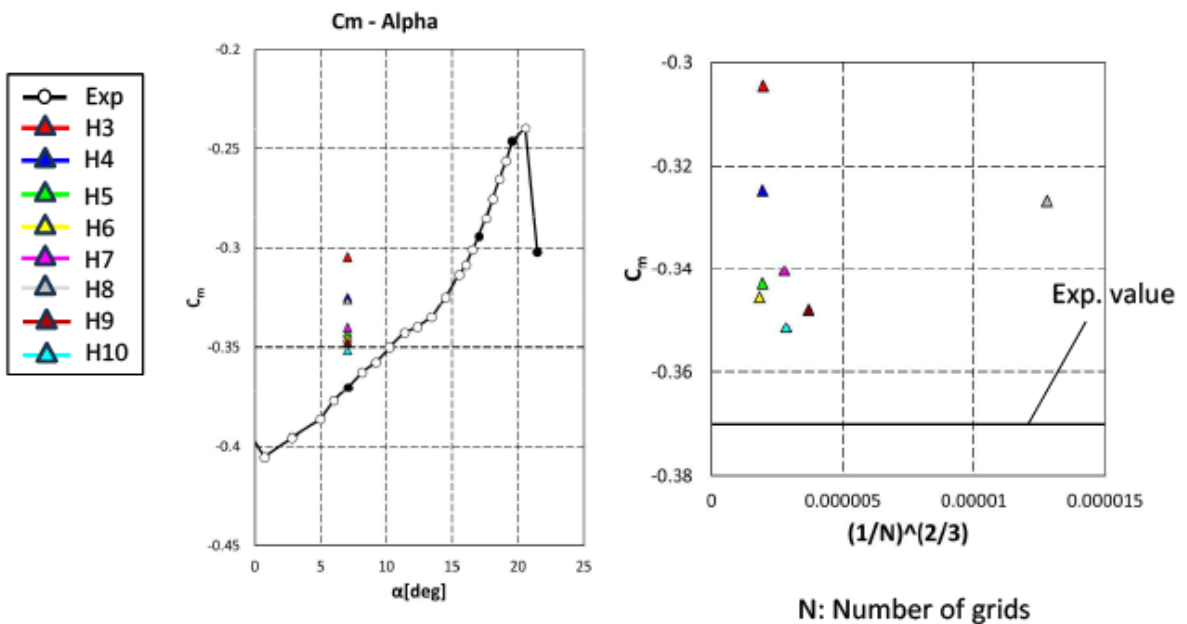 Cm - Alpha
Exp
H3
H4
H5
H6
H7
H8
H9
H10
-0.2
-0.25
-0.3
-0.35
-0.4
-0.45
Cm
0 5 10 15 20 25
α[deg]
-0.3
-0.32
-0.34
-0.36
-0.38
Cm
Exp. value
0 0.000005 0.00001 0.000015
(1/N)^(2/3)
N: Number of grids